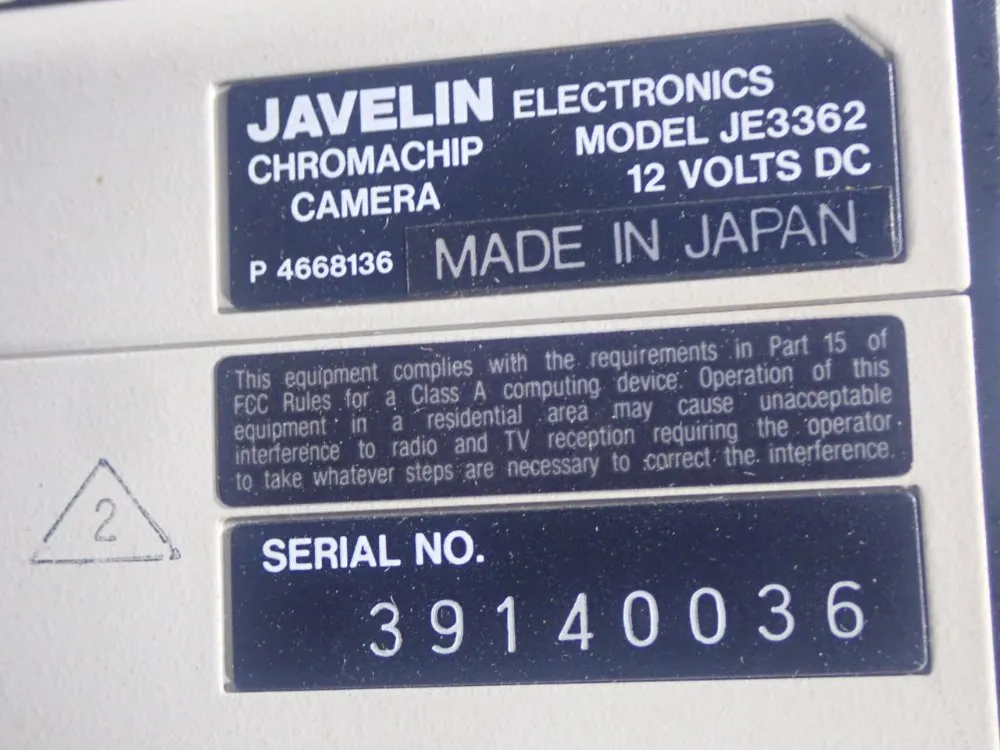 JAVELIN ELECTRONICS
CHROMACHIP MODEL JE3362
CAMERA 12 VOLTS DC
P 4668136 MADE IN JAPAN
This equipment complies with the requirements in Part 15 of
FCC Rules for a Class A computing device. Operation of this
equipment in a residential area may cause unacceptable
interference to radio and TV reception requiring the operator
to take whatever steps are necessary to correct the interference.
2
SERIAL NO.
39140036